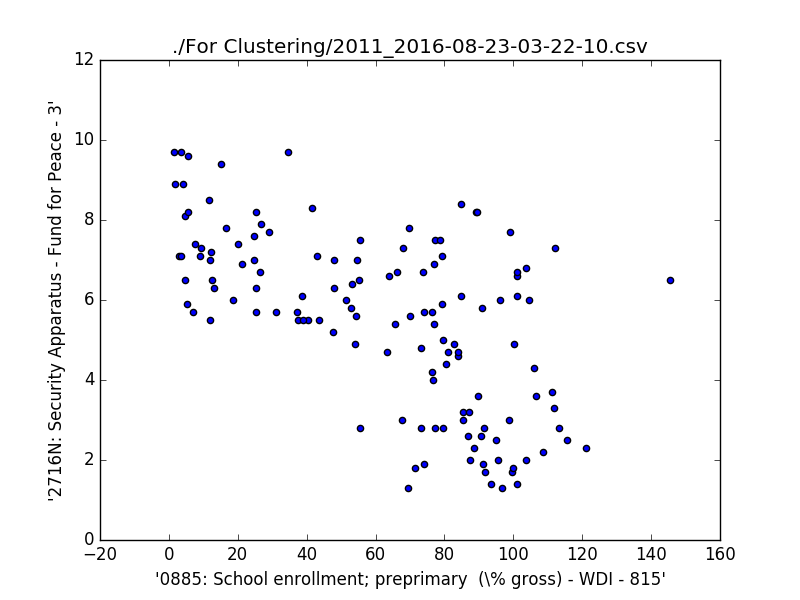 ./For Clustering/2011_2016-08-23-03-22-10.csv
12
10
8
6
4
2
0
'2716N: Security Apparatus - Fund for Peace - 3'
−20 0 20 40 60 80 100 120 140 160
'0885: School enrollment; preprimary  (\% gross) - WDI - 815'